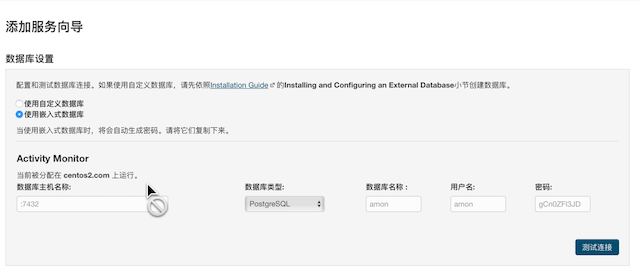 添加服务向导
数据库设置
配置和测试数据库连接。如果使用自定义数据库，请先依照Installation Guide 的Installing and Configuring an External Database小节创建数据库。
使用自定义数据库
使用嵌入式数据库
当使用嵌入式数据库时，将会自动生成密码。请将它们复制下来。
Activity Monitor
当前被分配在 centos2.com 上运行。
数据库主机名称: 数据库类型: 数据库名称： 用户名: 密码:
:7432 PostgreSQL amon amon gCn0ZFl3JD
测试连接